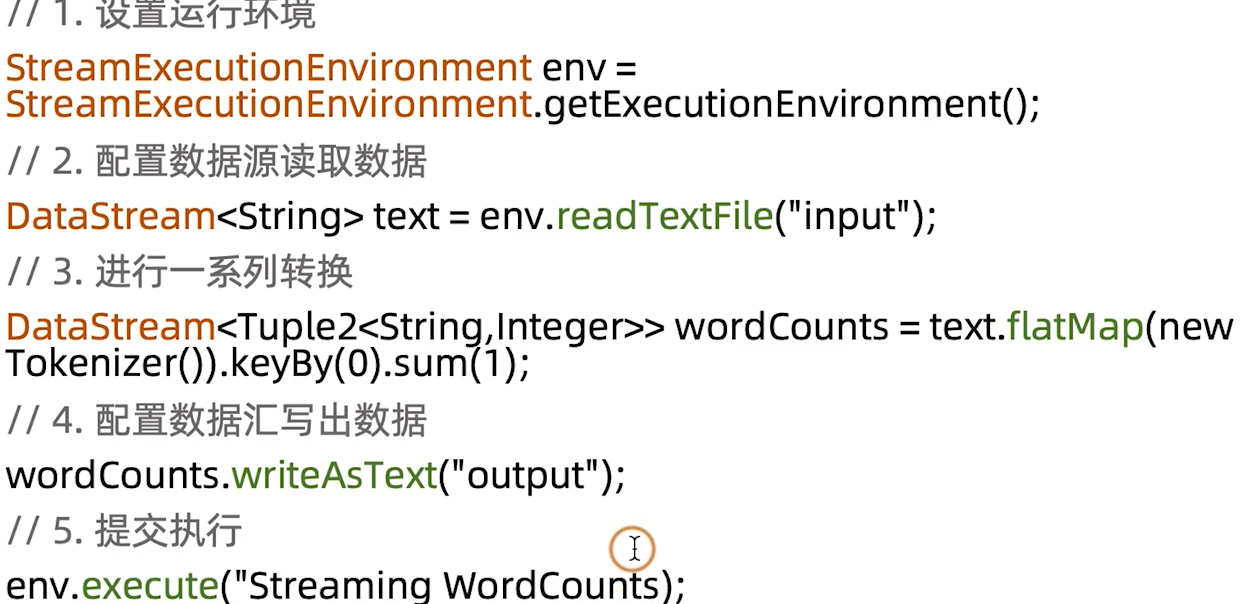 // 1. 设置运行环境
StreamExecutionEnvironment env =
StreamExecutionEnvironment.getExecutionEnvironment();
// 2. 配置数据源读取数据
DataStream<String> text = env.readTextFile("input");
// 3. 进行一系列转换
DataStream<Tuple2<String,Integer>> wordCounts = text.flatMap(new
Tokenizer()).keyBy(0).sum(1);
// 4. 配置数据汇写出数据
wordCounts.writeAsText("output");
// 5. 提交执行
env.execute("Streaming WordCounts);